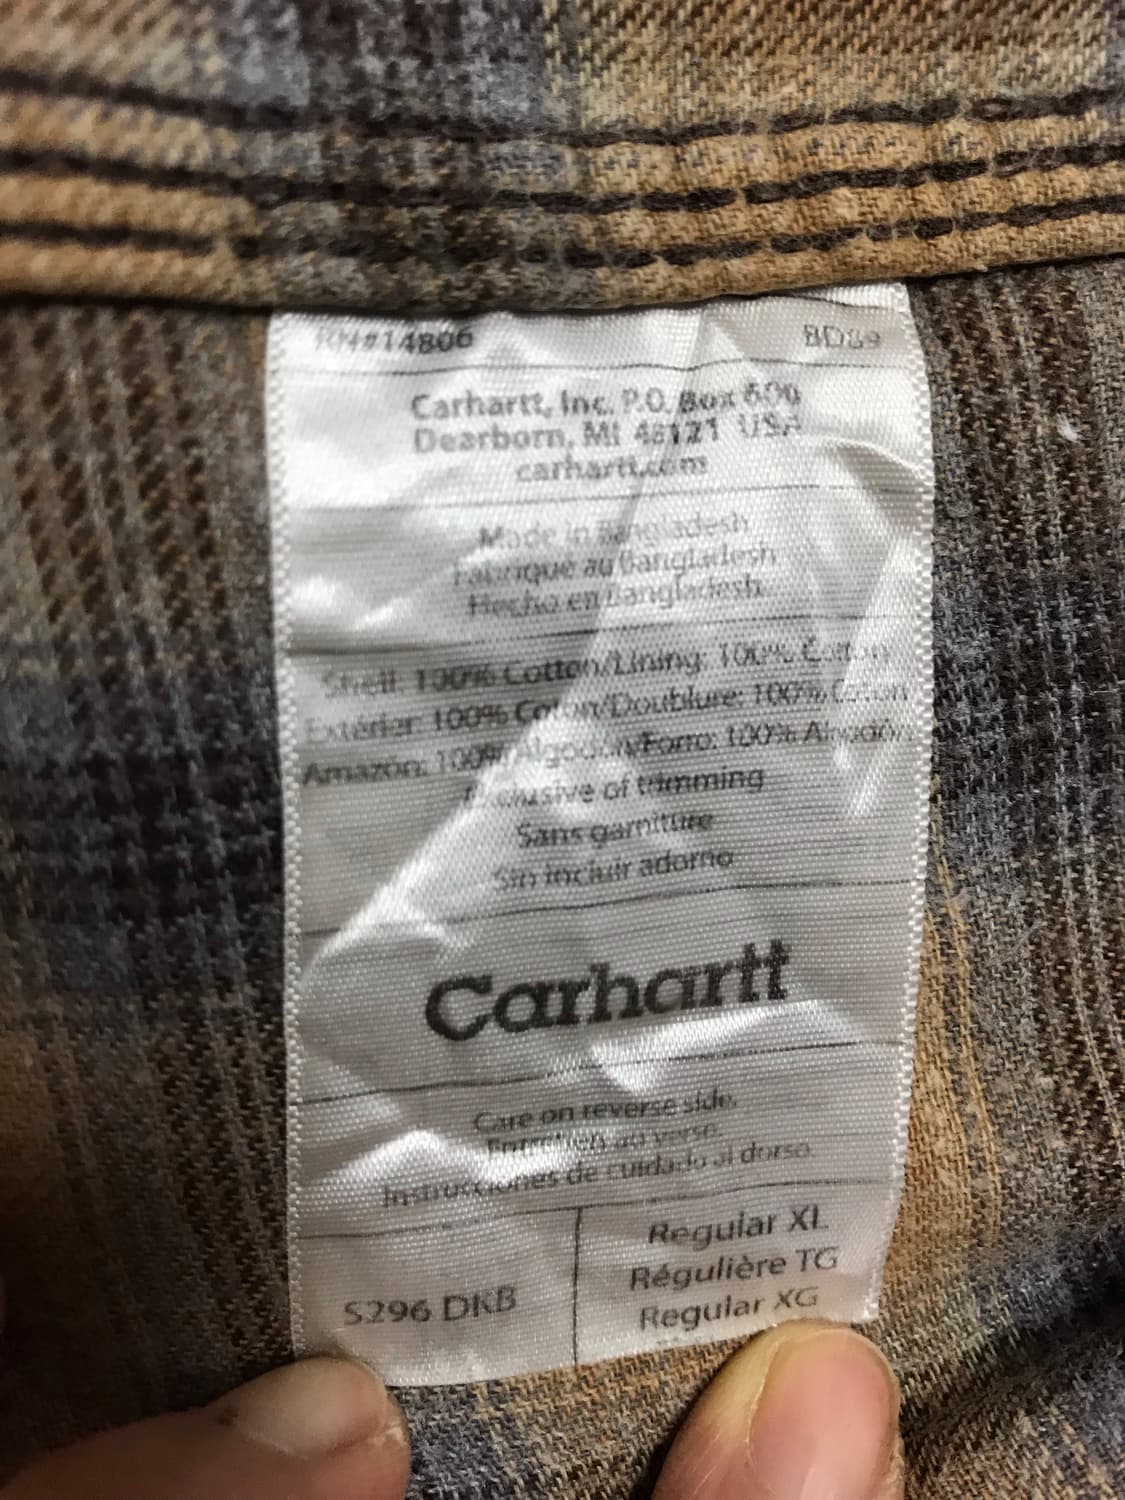 RN#14806 BD89
Carhartt, Inc. P.O. Box 600
Dearborn, MI 48121 USA
carhartt.com
Made in Bangladesh
Fabriqué au Bangladesh
Hecho en Bangladesh
Shell: 100% Cotton/Lining: 100% Cotton
Extérier: 100% Coton/Doublure: 100% Coton
Amazón: 100% Algodón/Forro: 100% Algodón
Exclusive of trimming
Sans garniture
Sin incluir adorno
Carhartt
Care on reverse side.
Entretien au verso.
Instrucciones de cuidado al dorso.
S296 DKB
Regular XL
Régulière TG
Regular XG